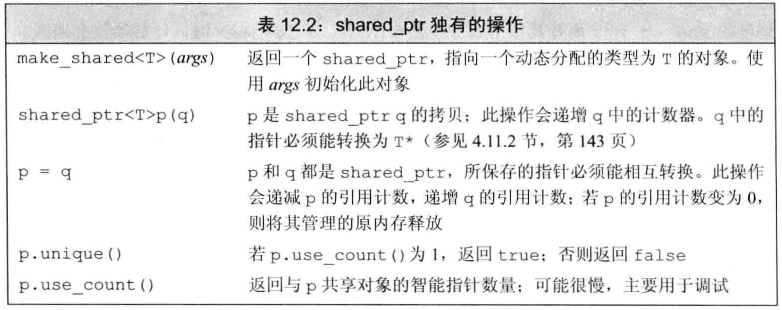 表 12.2：shared_ptr 独有的操作
make_shared<T>(args) 返回一个 shared_ptr，指向一个动态分配的类型为 T 的对象。使
用 args 初始化此对象
shared_ptr<T>p(q) p 是 shared_ptr q 的拷贝；此操作会递增 q 中的计数器。q 中的
指针必须能转换为 T*（参见 4.11.2 节，第 143 页）
p = q p 和 q 都是 shared_ptr，所保存的指针必须能相互转换。此操作
会递减 p 的引用计数，递增 q 的引用计数；若 p 的引用计数变为 0，
则将其管理的原内存释放
p.unique() 若 p.use_count()为 1，返回 true；否则返回 false
p.use_count() 返回与 p 共享对象的智能指针数量；可能很慢，主要用于调试